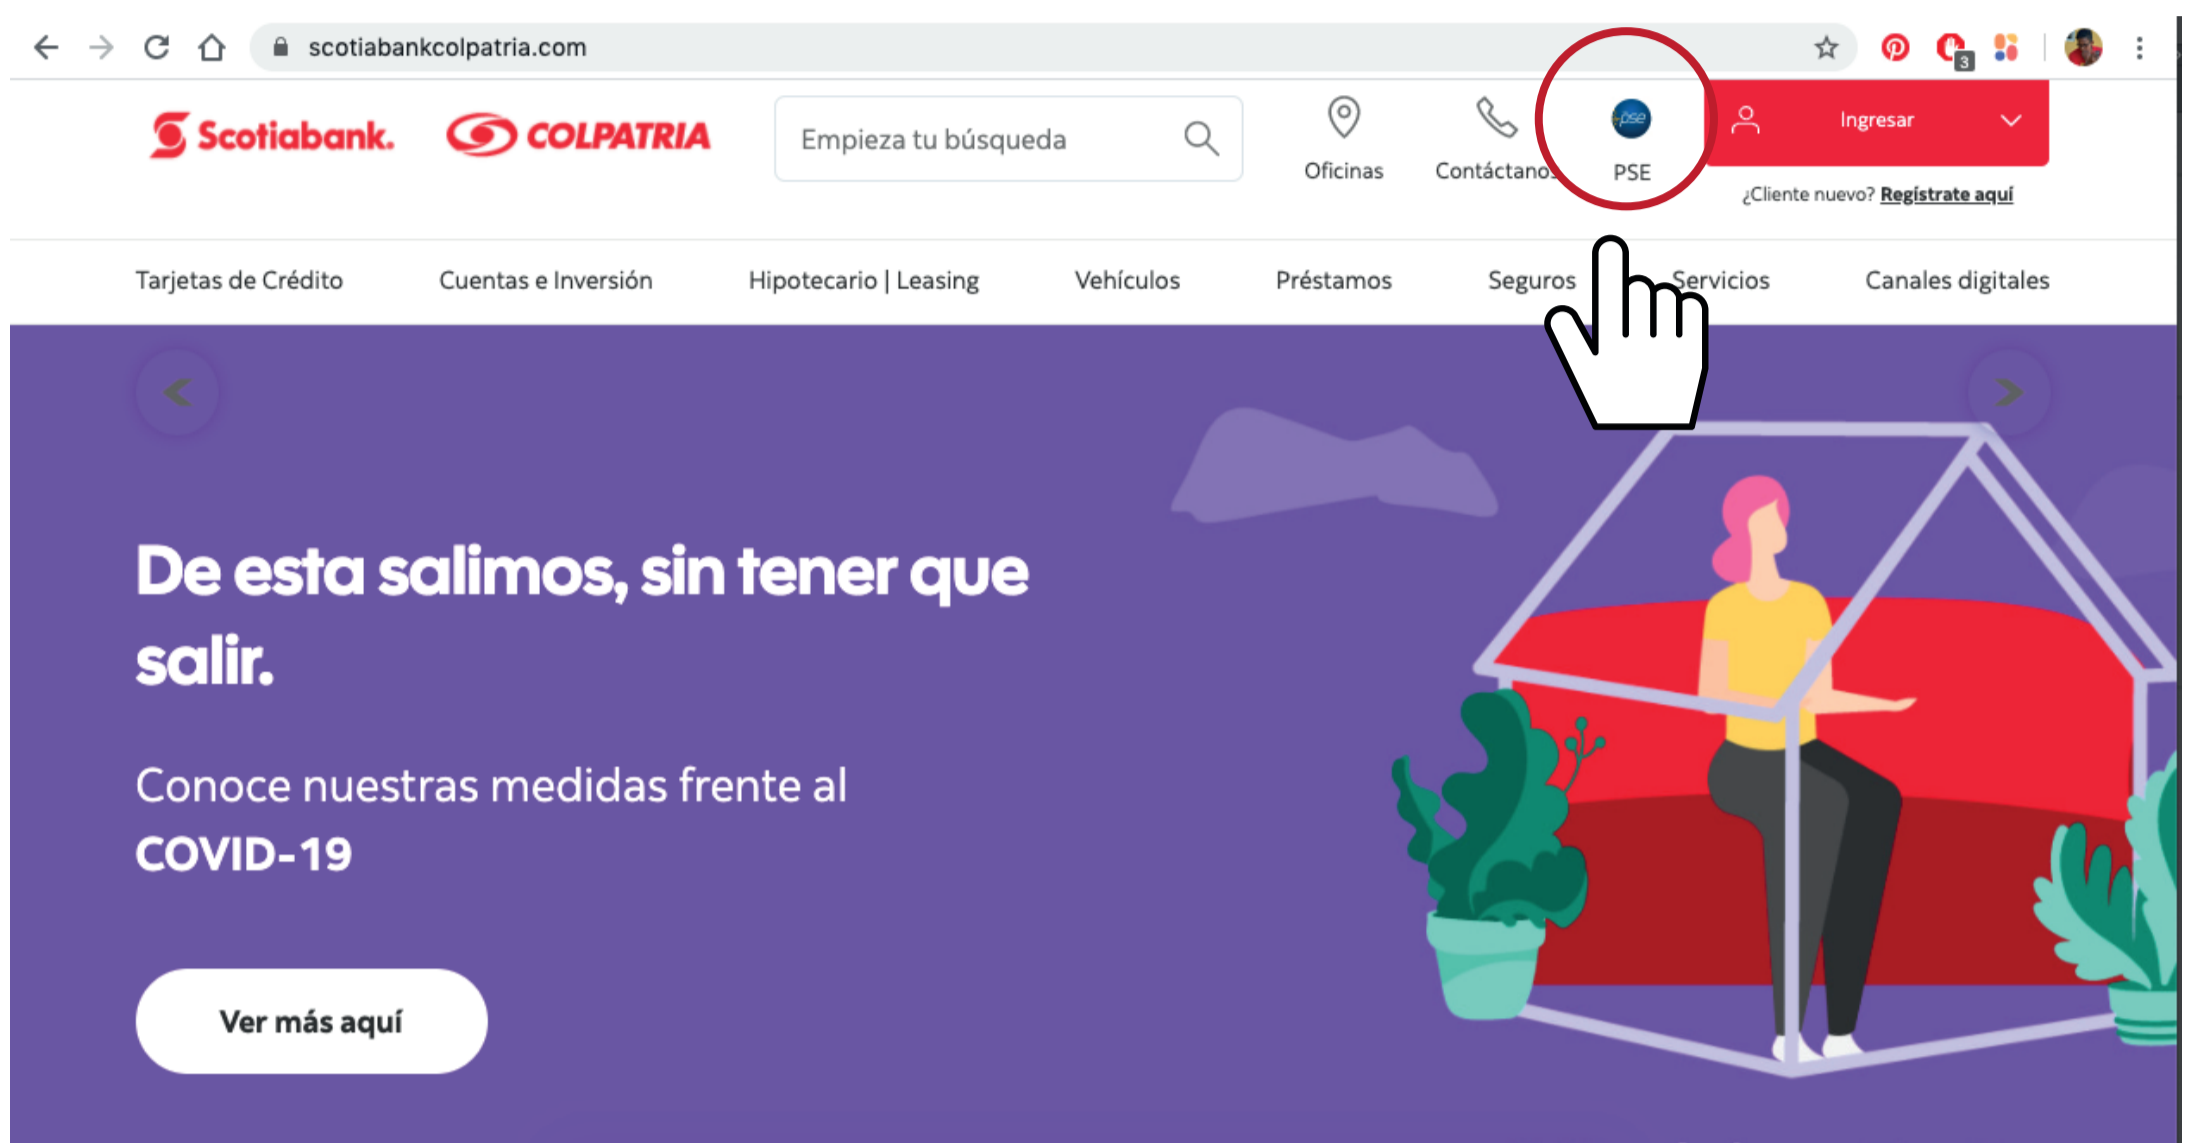 scotiabankcolpatria.com
3
Scotiabank. COLPATRIA
Empieza tu búsqueda
Oficinas
Contáctanos
pse
PSE
Ingresar
¿Cliente nuevo? Regístrate aquí
Tarjetas de Crédito
Cuentas e Inversión
Hipotecario | Leasing
Vehículos
Préstamos
Seguros
Servicios
Canales digitales
De esta salimos, sin tener que
salir.
Conoce nuestras medidas frente al
COVID-19
Ver más aquí